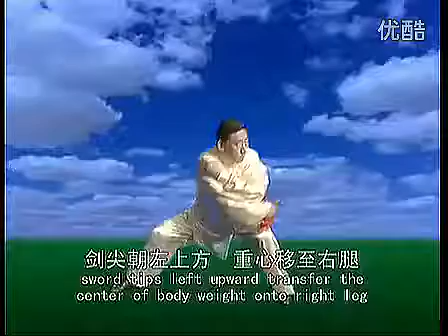 优酷
剑尖朝左上方 重心移至右腿
sword tips left upward transfer the
center of body weight onto right leg